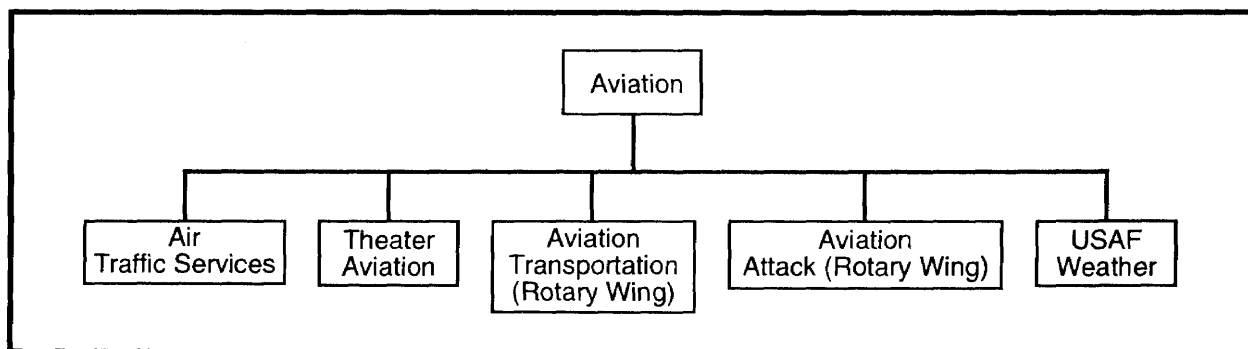 Aviation
Air
Traffic Services
Theater
Aviation
Aviation
Transportation
(Rotary Wing)
Aviation
Attack (Rotary Wing)
USAF
Weather